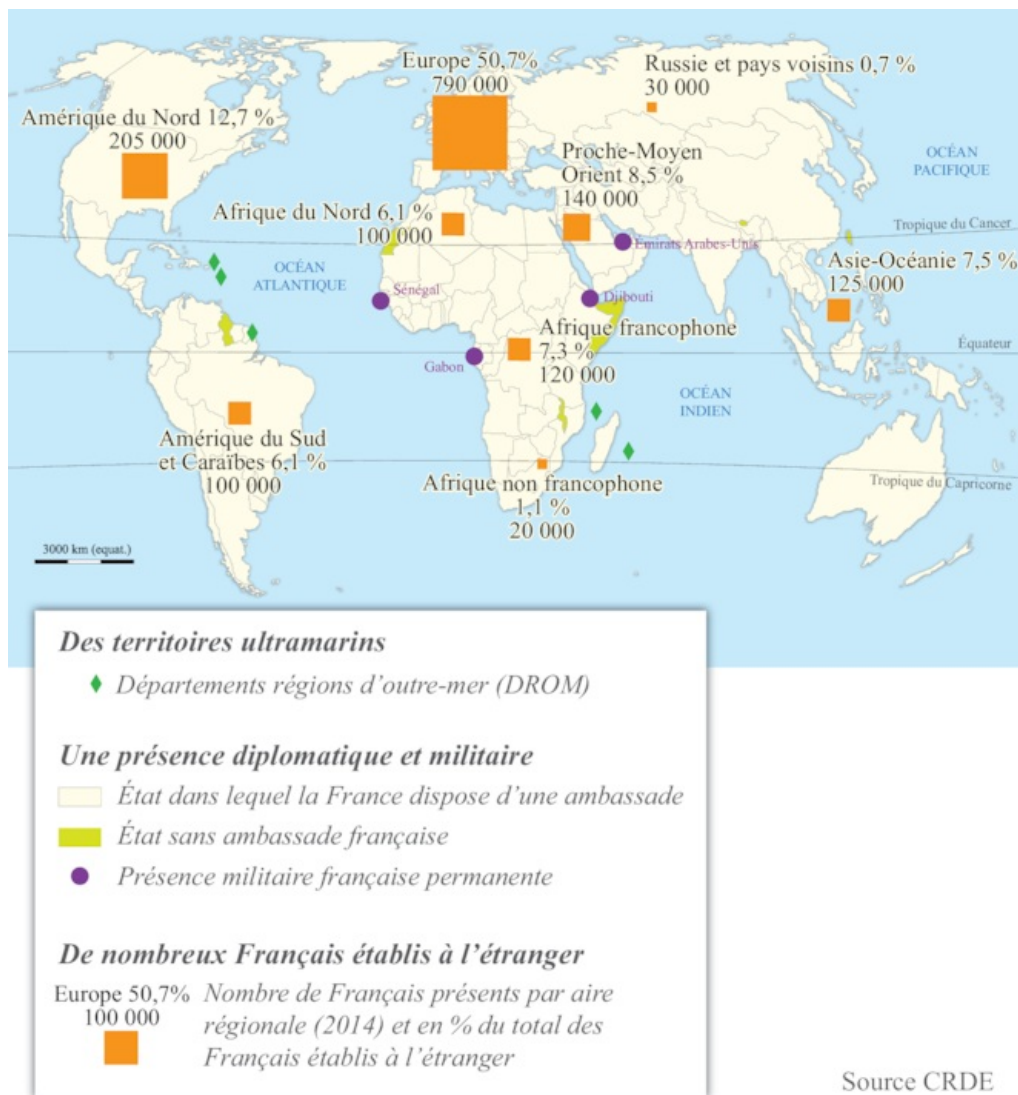 Europe 50,7%
790 000
Russie et pays voisins 0,7 %
30 000
Amérique du Nord 12,7 %
205 000
Proche-Moyen
Orient 8,5 %
140 000
OCÉAN
PACIFIQUE
Afrique du Nord 6,1 %
100 000
Tropique du Cancer
Émirats Arabes-Unis
Asie-Océanie 7,5 %
125 000
OCÉAN
ATLANTIQUE
Sénégal
Djibouti
Afrique francophone
7,3 %
120 000
Gabon
Équateur
OCÉAN
INDIEN
Amérique du Sud
et Caraïbes 6,1 %
100 000
Afrique non francophone
1,1 %
20 000
Tropique du Capricorne
3000 km (equat.)
Des territoires ultramarins
Départements régions d’outre-mer (DROM)
Une présence diplomatique et militaire
État dans lequel la France dispose d’une ambassade
État sans ambassade française
Présence militaire française permanente
De nombreux Français établis à l’étranger
Europe 50,7%
100 000
Nombre de Français présents par aire
régionale (2014) et en % du total des
Français établis à l’étranger
Source CRDE